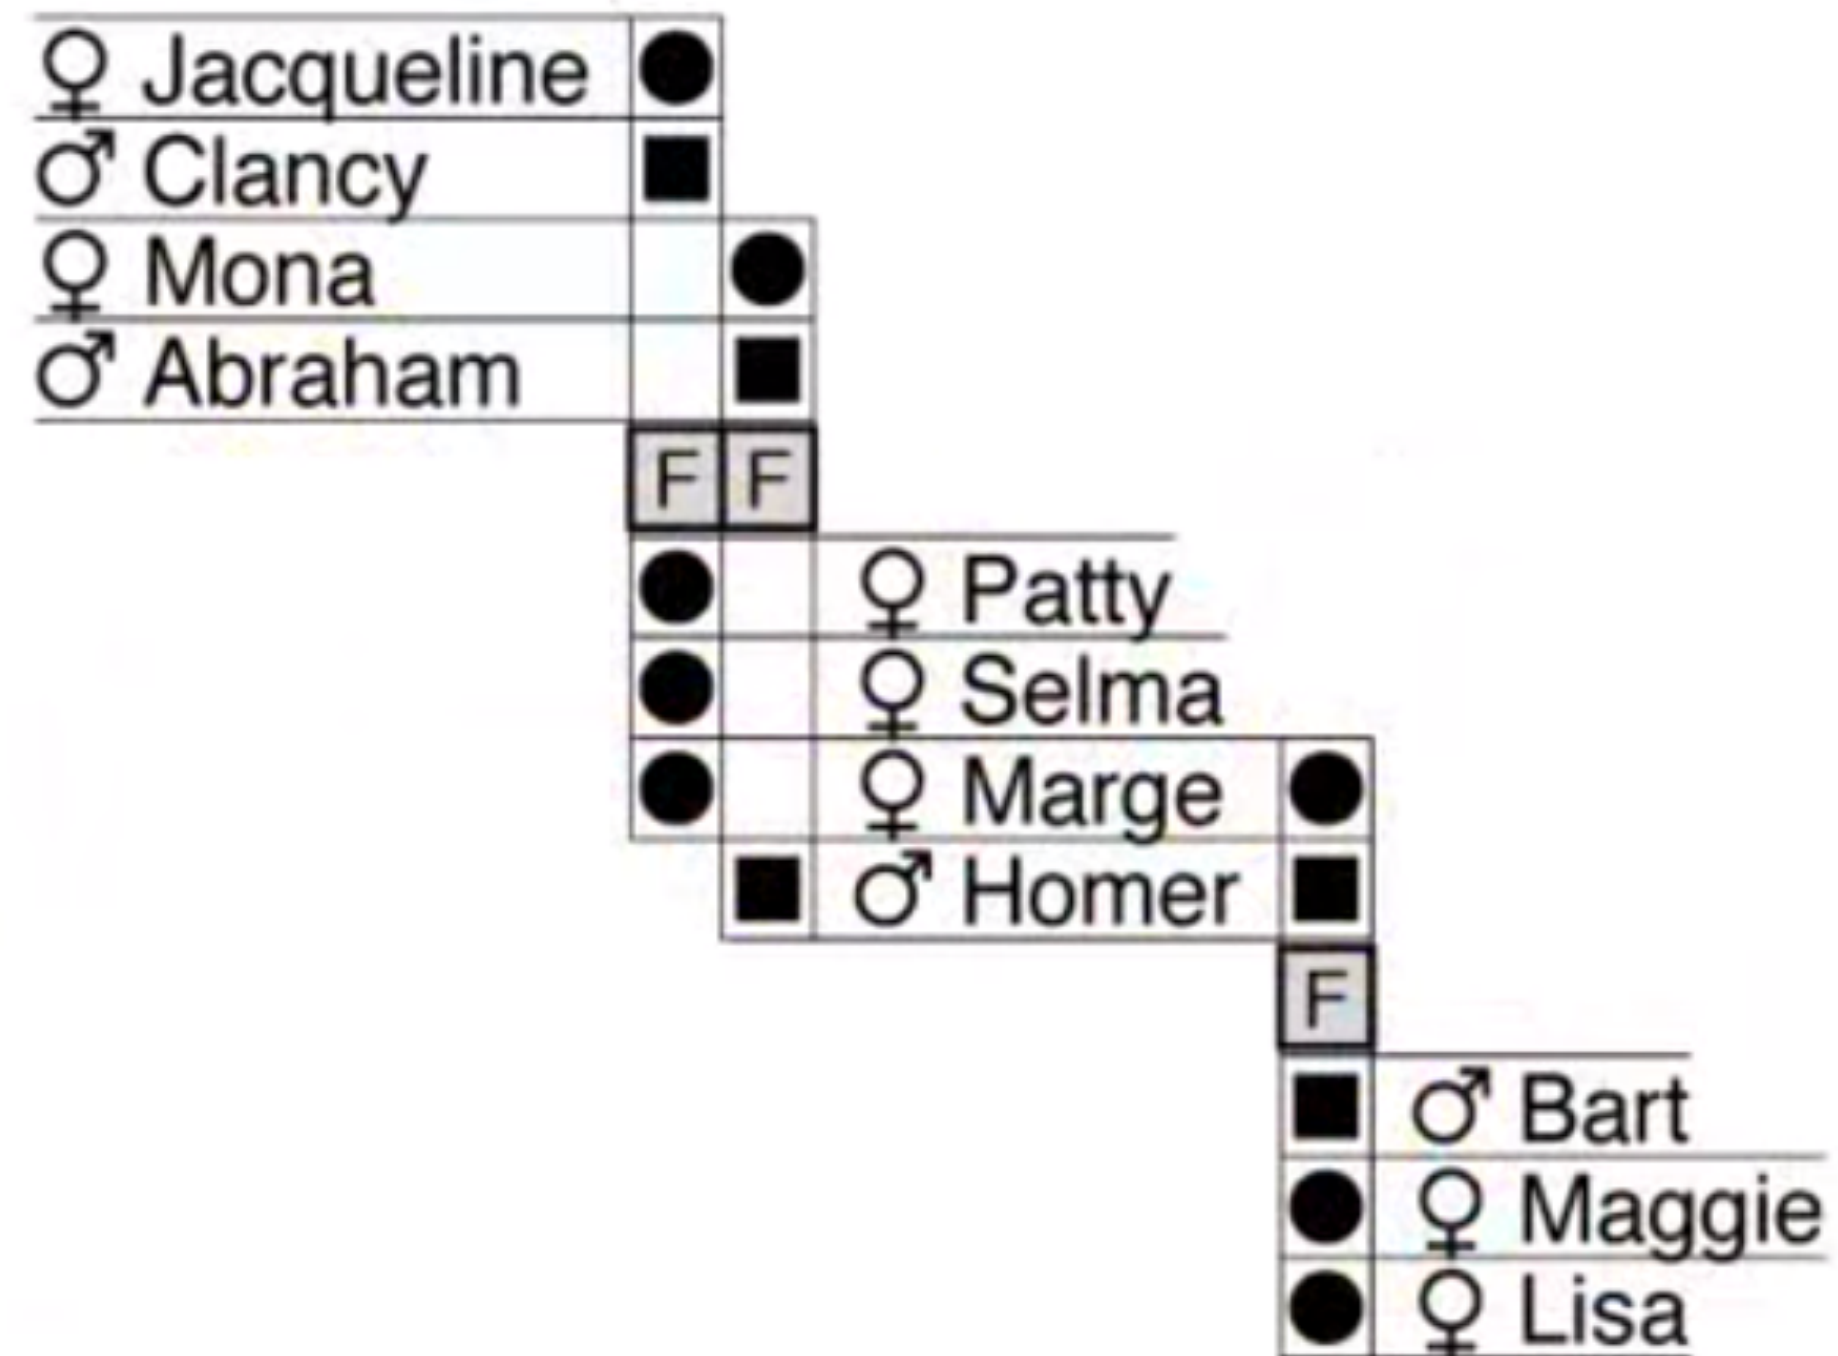 ♀ Jacqueline
♂ Clancy
♀ Mona
♂ Abraham
F F
♀ Patty
♀ Selma
♀ Marge
♂ Homer
F
♂ Bart
♀ Maggie
♀ Lisa